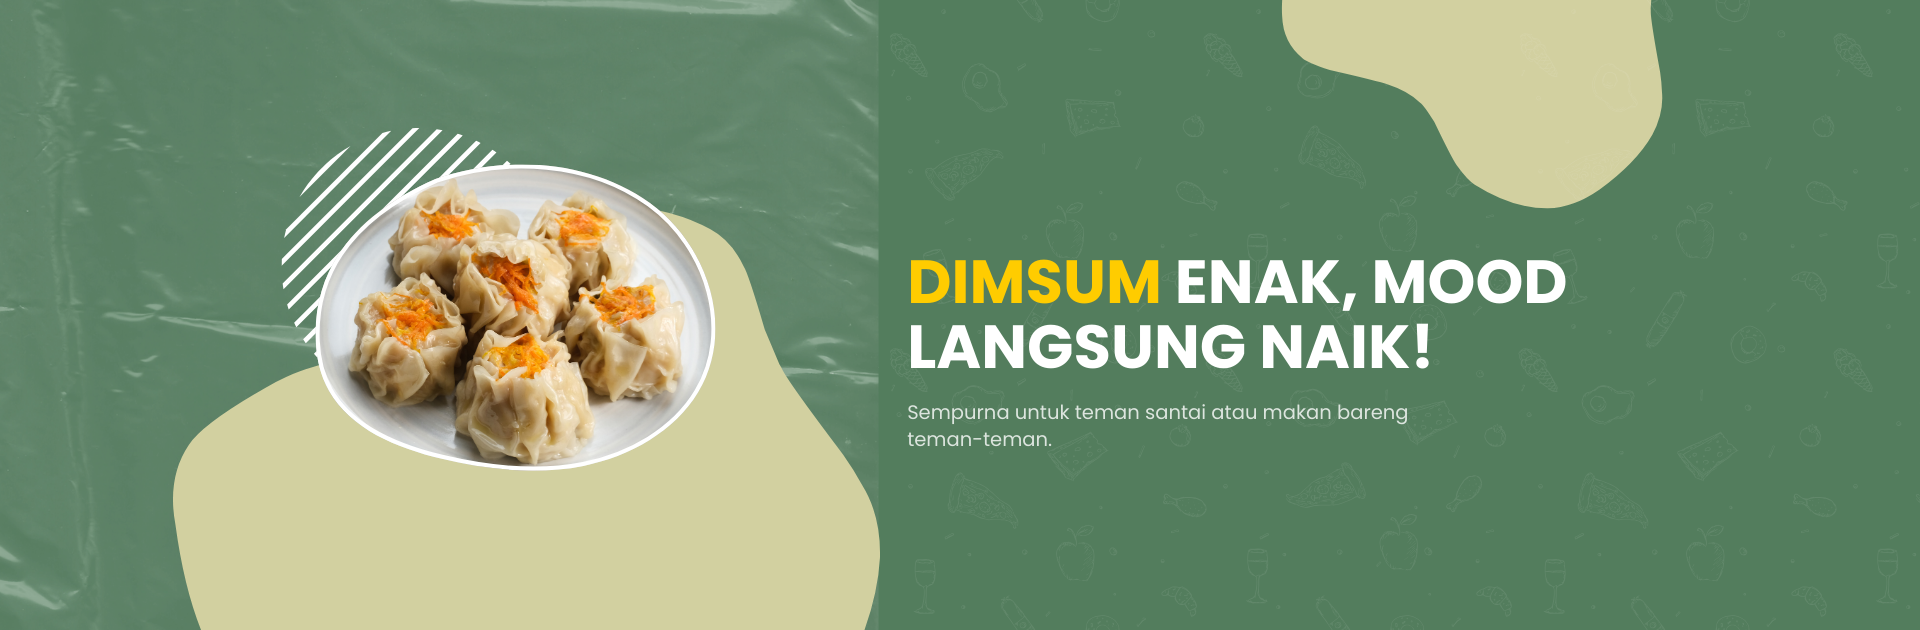 DIMSUM ENAK, MOOD
LANGSUNG NAIK!
Sempurna untuk teman santai atau makan bareng
teman-teman.